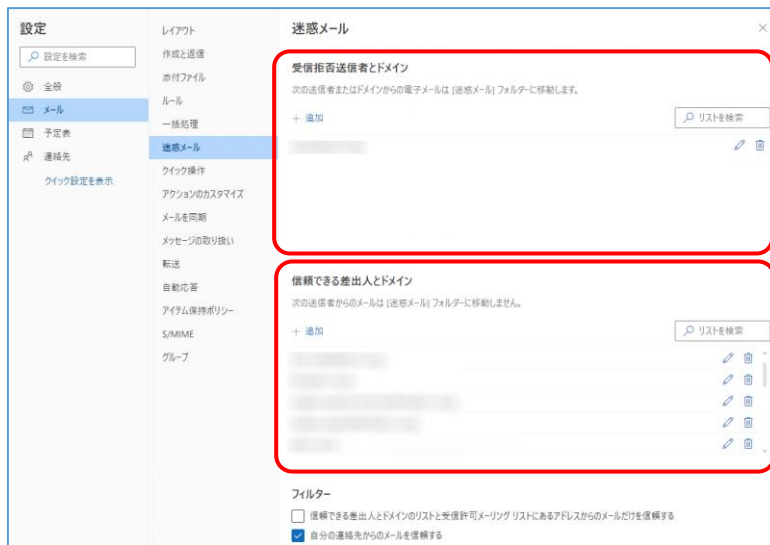 設定
設定を検索
全般
メール
予定表
連絡先
クイック設定を表示
レイアウト
作成と返信
添付ファイル
ルール
一括処理
迷惑メール
クイック操作
アクションのカスタマイズ
メールを同期
メッセージの取り扱い
転送
自動応答
アイテム保持ポリシー
S/MIME
グループ
迷惑メール
受信拒否送信者とドメイン
次の送信者またはドメインからの電子メールは [迷惑メール] フォルダーに移動します。
+ 追加
リストを検索
信頼できる差出人とドメイン
次の送信者からのメールは [迷惑メール] フォルダーに移動しません。
+ 追加
リストを検索
フィルター
信頼できる差出人とドメインのリストと受信許可メーリング リストにあるアドレスからのメールだけを信頼する
自分の連絡先からのメールを信頼する